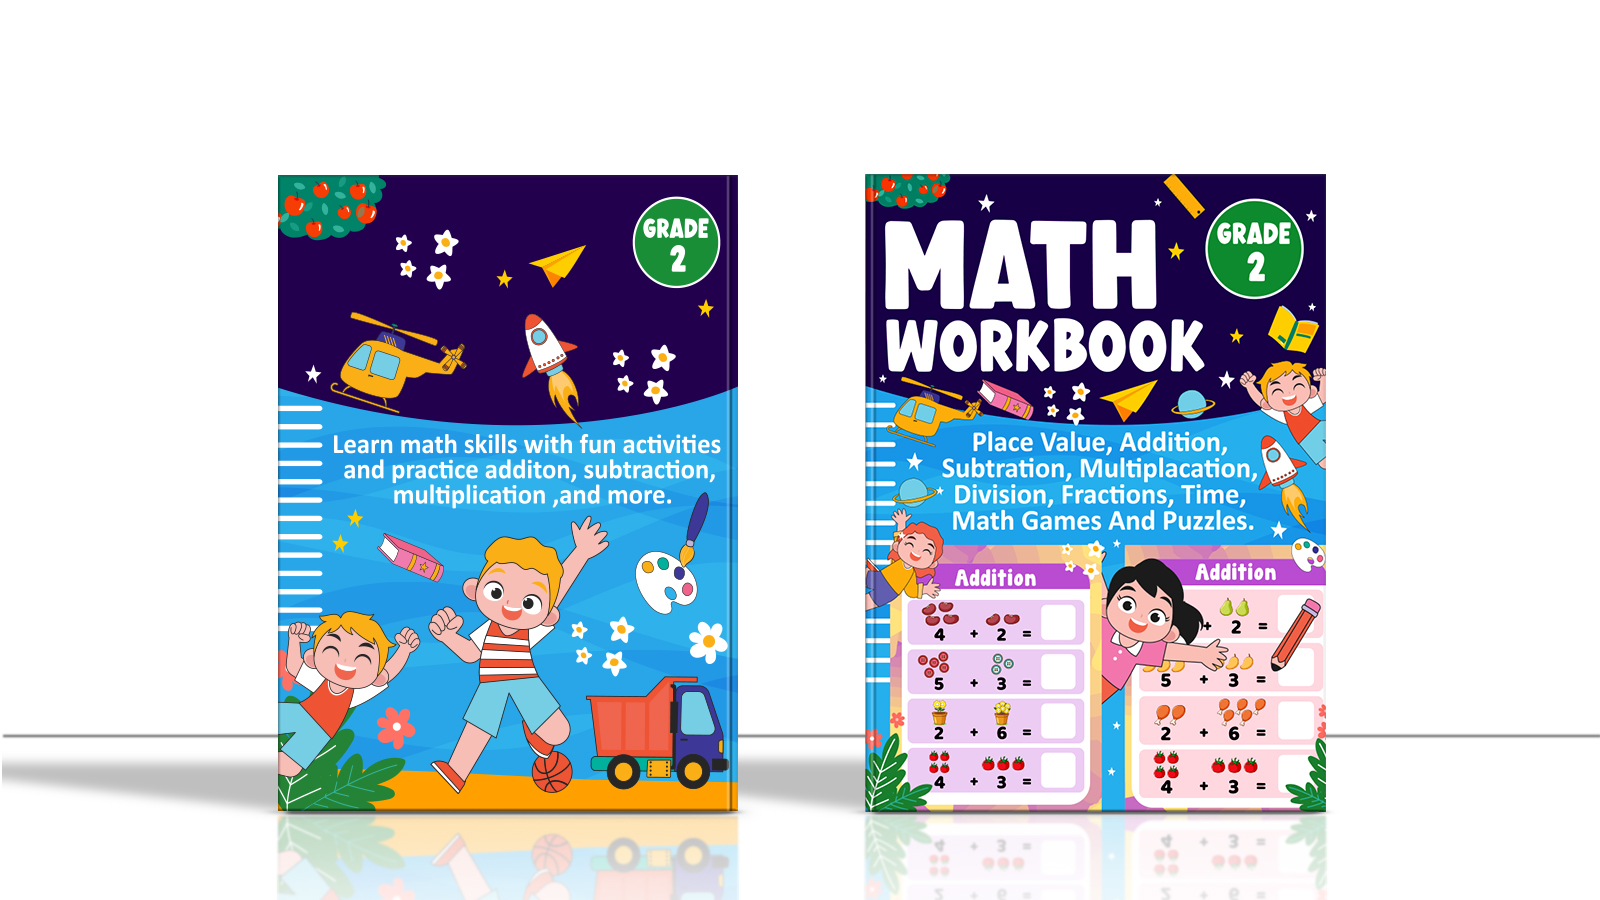 GRADE
2
Learn math skills with fun activities
and practice additon, subtraction,
multiplication ,and more.
MATH
WORKBOOK
GRADE
2
Place Value, Addition,
Subtration, Multiplacation,
Division, Fractions, Time,
Math Games And Puzzles.
Addition
4 + 2 =
5 + 3 =
2 + 6 =
4 + 3 =
Addition
+ 2 =
5 + 3 =
2 + 6 =
4 + 3 =